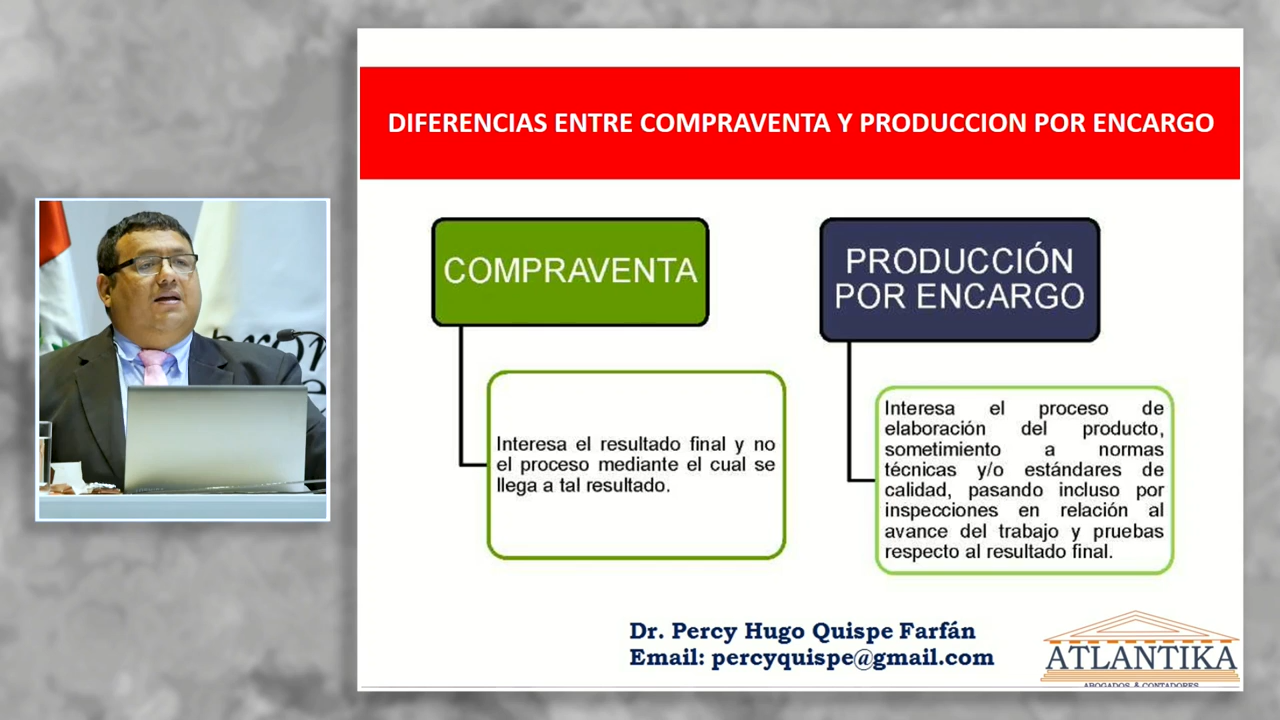 DIFERENCIAS ENTRE COMPRAVENTA Y PRODUCCION POR ENCARGO
COMPRAVENTA
Interesa el resultado final y no
el proceso mediante el cual se
llega a tal resultado.
PRODUCCIÓN
POR ENCARGO
Interesa el proceso de
elaboración del producto,
sometimiento a normas
técnicas y/o estándares de
calidad, pasando incluso por
inspecciones en relación al
avance del trabajo y pruebas
respecto al resultado final.
Dr. Percy Hugo Quispe Farfán
Email: percyquispe@gmail.com
ATLANTIKA
ABOGADOS & CONTADORES